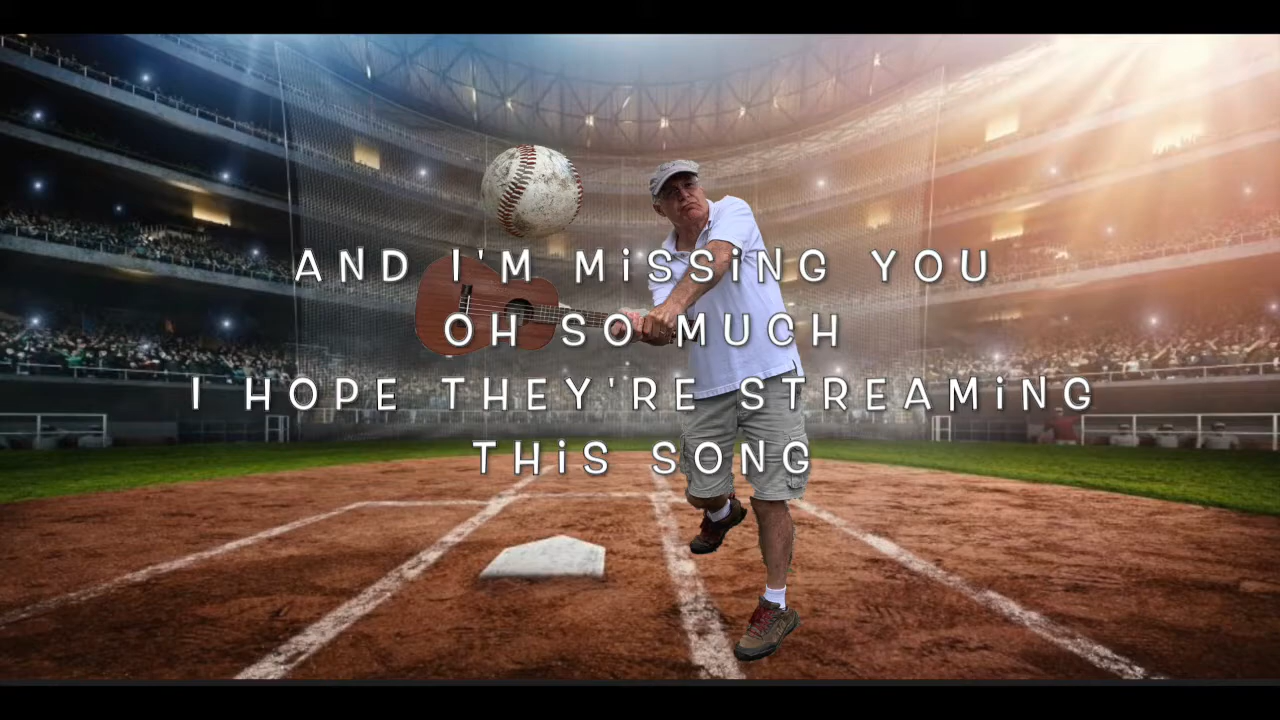 AND I'M MiSSiNG YOU
OH SO MUCH
I HOPE THEY'RE STREAMiNG
THiS SONG